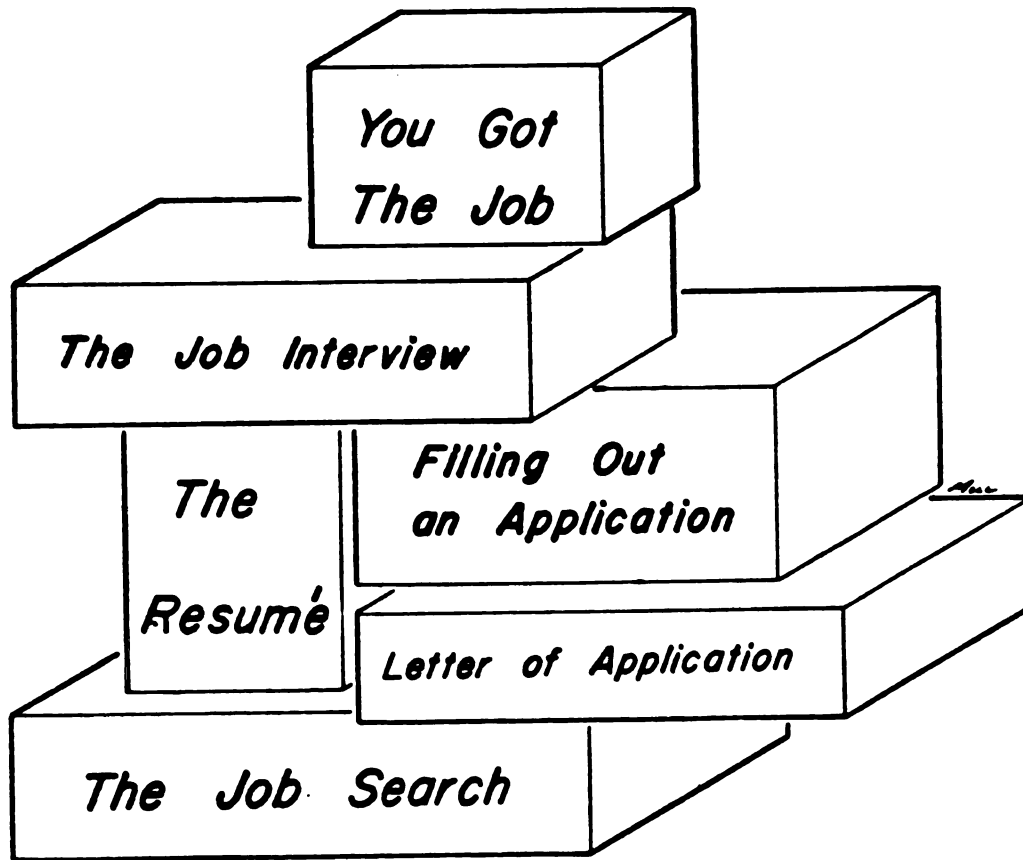 You Got
The Job
The Job Interview
The
Resumé
Filling Out
an Application
Letter of Application
The Job Search